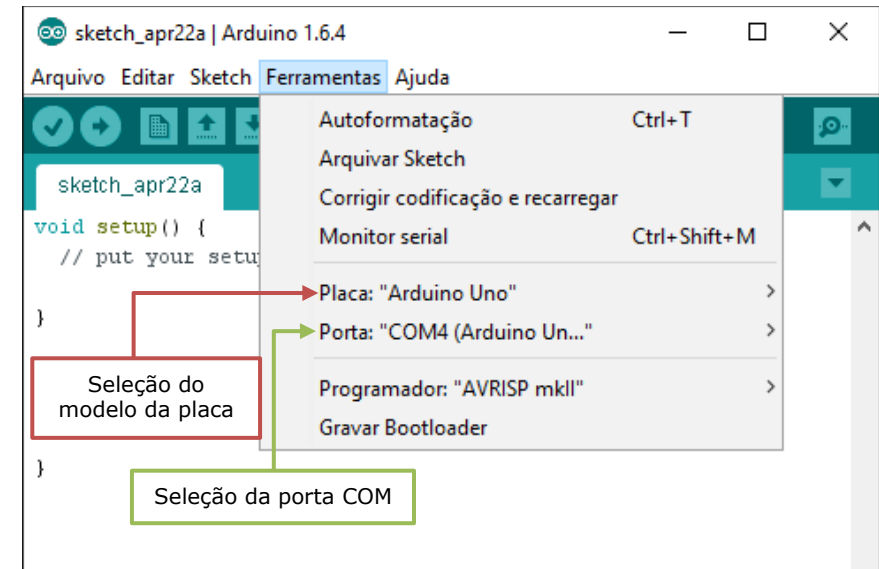 sketch_apr22a | Arduino 1.6.4
Arquivo Editar Sketch Ferramentas Ajuda
Autoformatação Ctrl+T
Arquivar Sketch
Corrigir codificação e recarregar
Monitor serial Ctrl+Shift+M
Placa: "Arduino Uno"
Porta: "COM4 (Arduino Un..."
Programador: "AVRISP mkII"
Gravar Bootloader
sketch_apr22a
void setup() {
// put your setu
}
}
Seleção do
modelo da placa
Seleção da porta COM